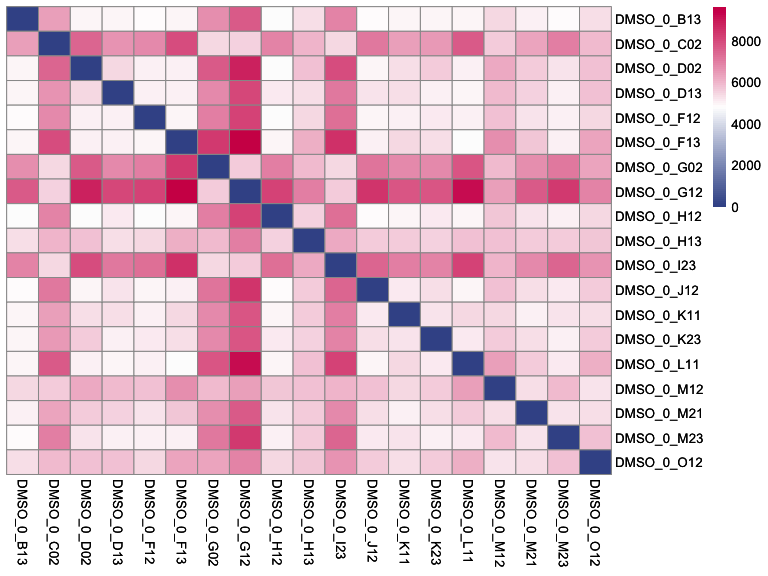 DMSO_0_B13
DMSO_0_C02
DMSO_0_D02
DMSO_0_D13
DMSO_0_F12
DMSO_0_F13
DMSO_0_G02
DMSO_0_G12
DMSO_0_H12
DMSO_0_H13
DMSO_0_I23
DMSO_0_J12
DMSO_0_K11
DMSO_0_K23
DMSO_0_L11
DMSO_0_M12
DMSO_0_M21
DMSO_0_M23
DMSO_0_O12
8000
6000
4000
2000
0
DMSO_0_B13
DMSO_0_C02
DMSO_0_D02
DMSO_0_D13
DMSO_0_F12
DMSO_0_F13
DMSO_0_G02
DMSO_0_G12
DMSO_0_H12
DMSO_0_H13
DMSO_0_I23
DMSO_0_J12
DMSO_0_K11
DMSO_0_K23
DMSO_0_L11
DMSO_0_M12
DMSO_0_M21
DMSO_0_M23
DMSO_0_O12